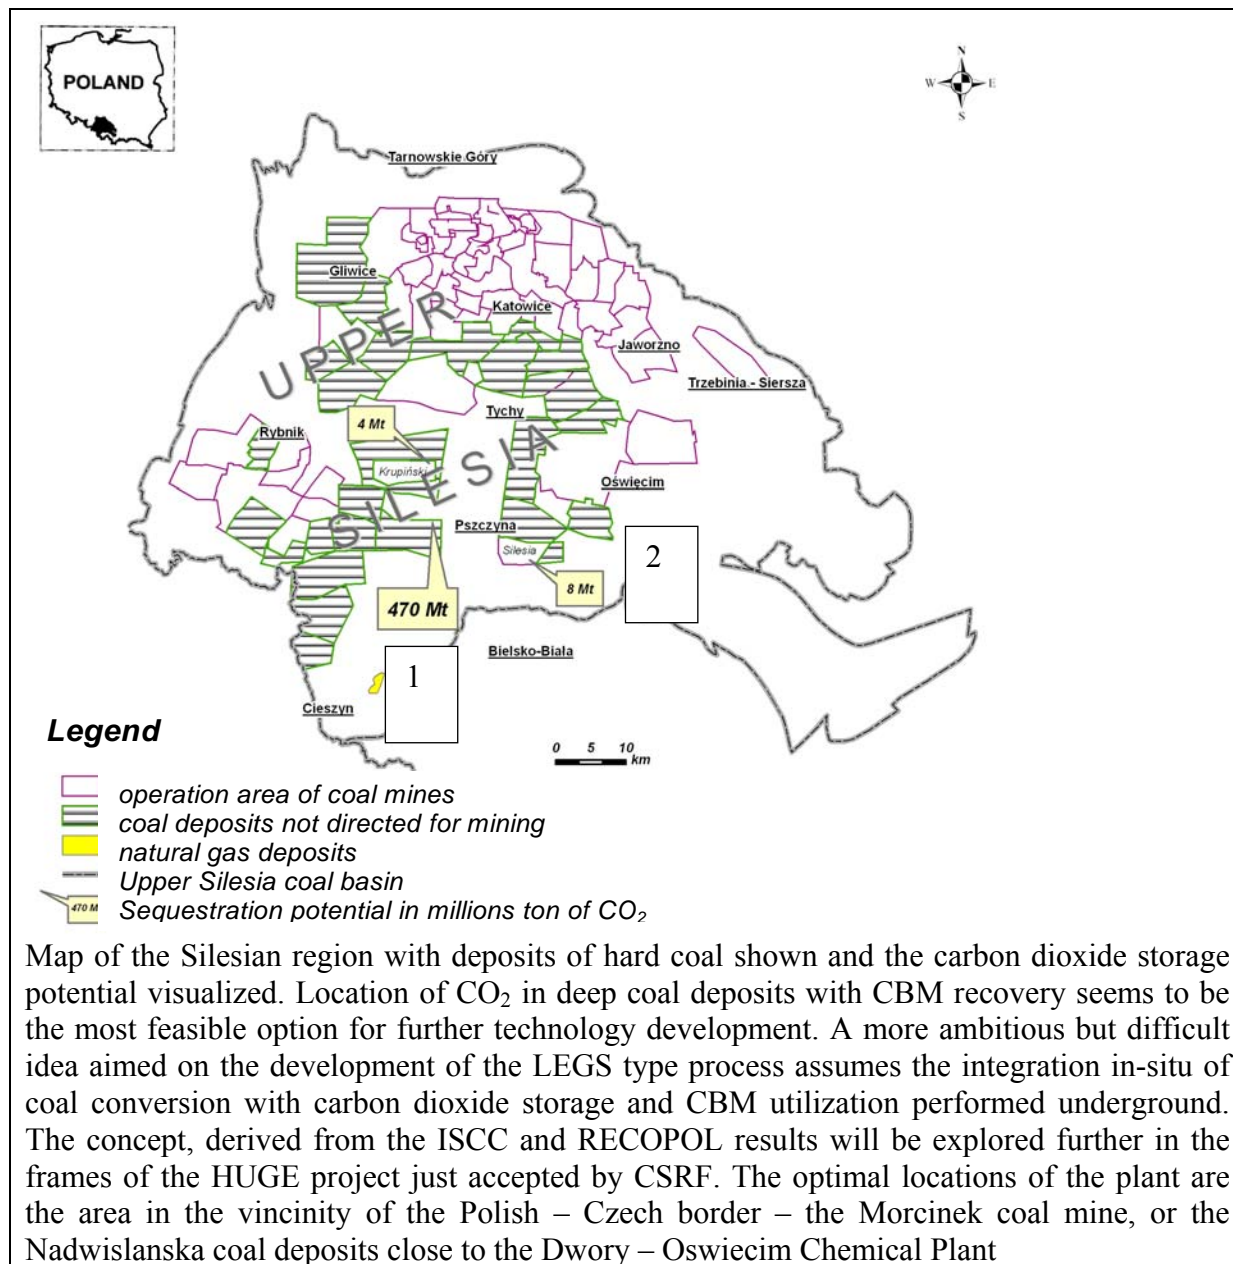 POLAND
N
W E
S
Tarnowskie Góry
Gliwice
UPPER
Katowice
Jaworzno
Trzebinia.- Siersza
Tychy
4 Mt
Rybnik
Krupiński
SILESIA
Oświęcim
Pszczyna
Silesia
2
8 Mt
470 Mt
Bielsko-Biała
1
Cieszyn
Legend
0 5 10
km
operation area of coal mines
coal deposits not directed for mining
natural gas deposits
Upper Silesia coal basin
470 M Sequestration potential in millions ton of CO₂
Map of the Silesian region with deposits of hard coal shown and the carbon dioxide storage
potential visualized. Location of CO₂ in deep coal deposits with CBM recovery seems to be
the most feasible option for further technology development. A more ambitious but difficult
idea aimed on the development of the LEGS type process assumes the integration in-situ of
coal conversion with carbon dioxide storage and CBM utilization performed underground.
The concept, derived from the ISCC and RECOPOL results will be explored further in the
frames of the HUGE project just accepted by CSRF. The optimal locations of the plant are
the area in the vincinity of the Polish – Czech border – the Morcinek coal mine, or the
Nadwislanska coal deposits close to the Dwory – Oswiecim Chemical Plant